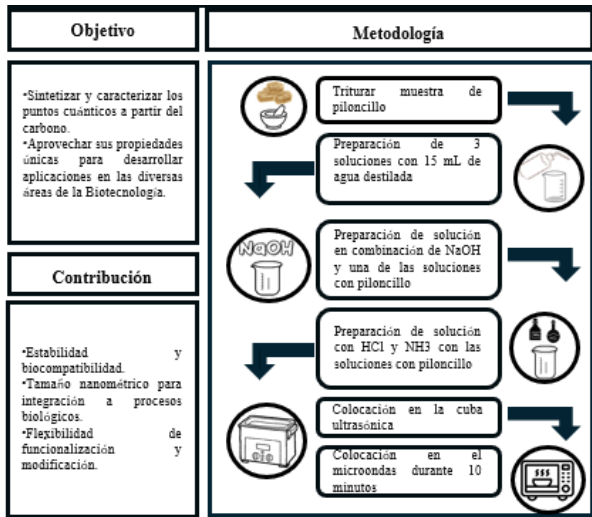 Objetivo
•Sintetizar y caracterizar los
puntos cuánticos a partir del
carbono.
•Aprovechar sus propiedades
únicas para desarrollar
aplicaciones en las diversas
áreas de la Biotecnología.
Contribución
•Estabilidad y
biocompatibilidad.
•Tamaño nanométrico para
integración a procesos
biológicos.
•Flexibilidad de
funcionalización y
modificación.
Metodología
Triturar muestra de
piloncillo
Preparación de 3
soluciones con 15 mL de
agua destilada
NaOH
Preparación de solución
en combinación de NaOH
y una de las soluciones
con piloncillo
Preparación de solución
con HCl y NH3 con las
soluciones con piloncillo
Colocación en la cuba
ultrasónica
Colocación en el
microondas durante 10
minutos